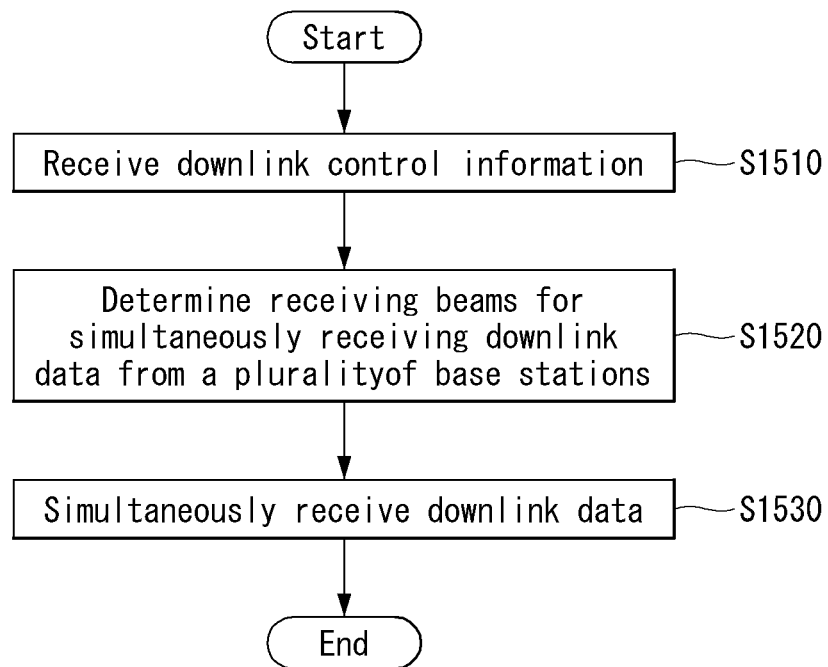 Start
Receive downlink control information
S1510
Determine receiving beams for
simultaneously receiving downlink
data from a pluralityof base stations
S1520
Simultaneously receive downlink data
S1530
End